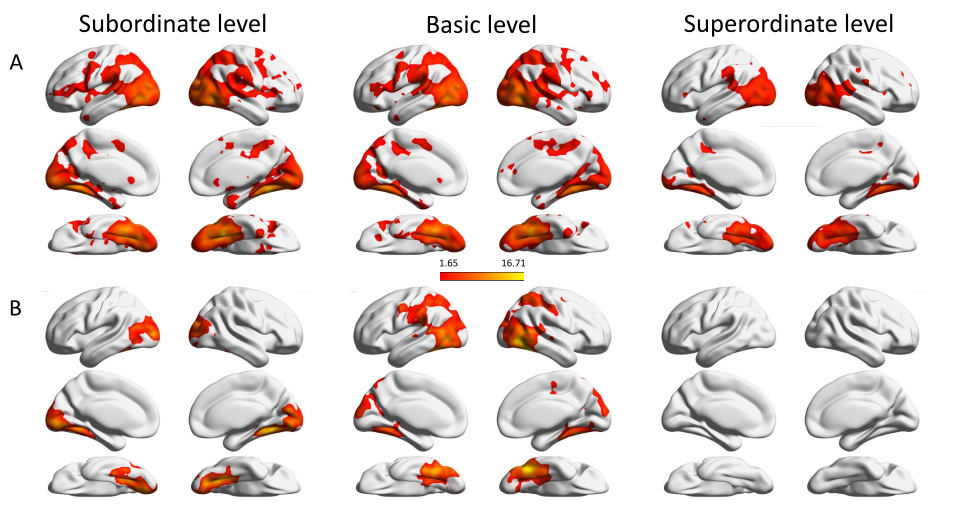 Subordinate level Basic level Superordinate level
A
1.65 16.71
B